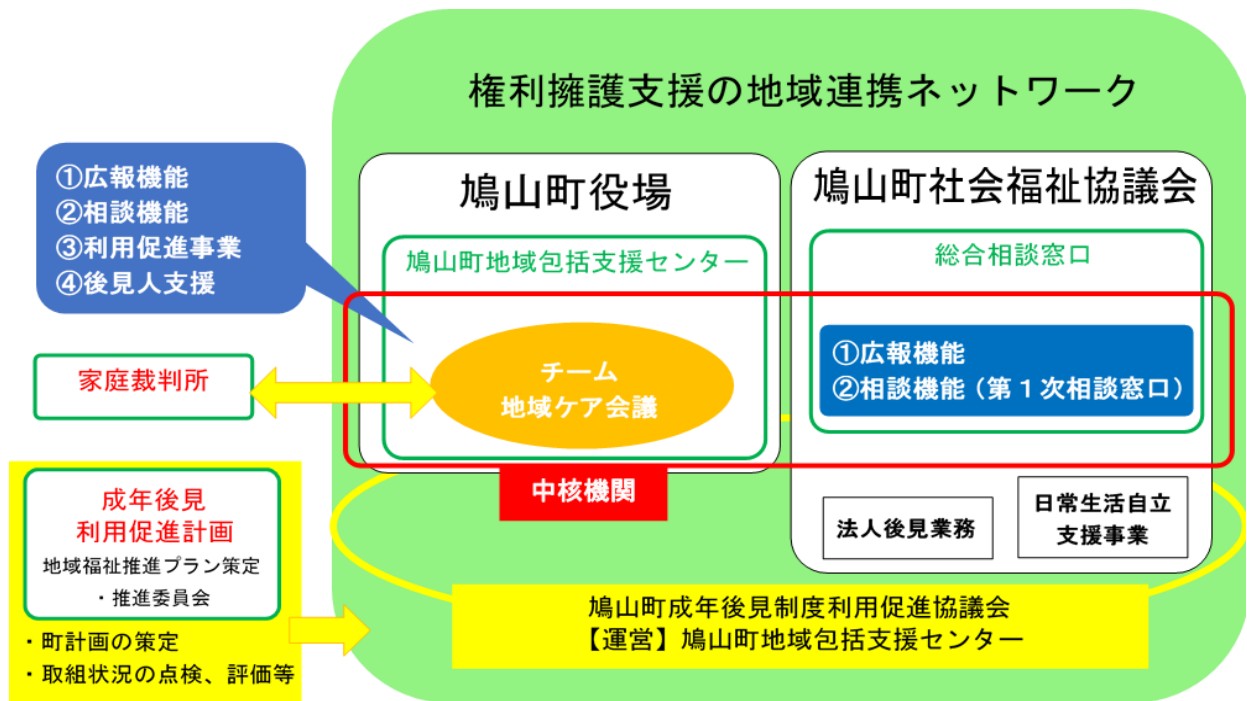 権利擁護支援の地域連携ネットワーク
①広報機能
②相談機能
③利用促進事業
④後見人支援
鳩山町役場
鳩山町地域包括支援センター
チーム
地域ケア会議
鳩山町社会福祉協議会
総合相談窓口
①広報機能
②相談機能（第１次相談窓口）
家庭裁判所
中核機関
法人後見業務
日常生活自立
支援事業
成年後見
利用促進計画
地域福祉推進プラン策定
・推進委員会
・町計画の策定
・取組状況の点検、評価等
鳩山町成年後見制度利用促進協議会
【運営】鳩山町地域包括支援センター